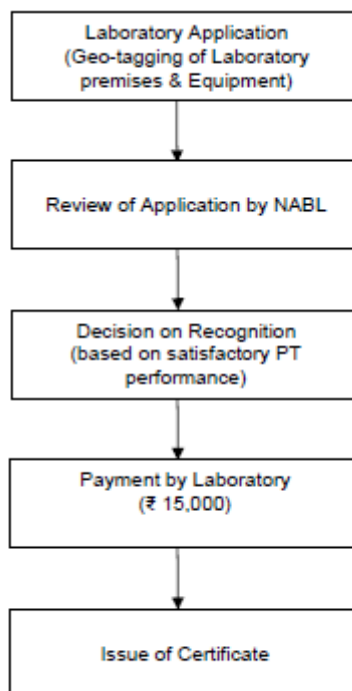 Laboratory Application
(Geo-tagging of Laboratory
premises & Equipment)
Review of Application by NABL
Decision on Recognition
(based on satisfactory PT
performance)
Payment by Laboratory
(₹ 15,000)
Issue of Certificate